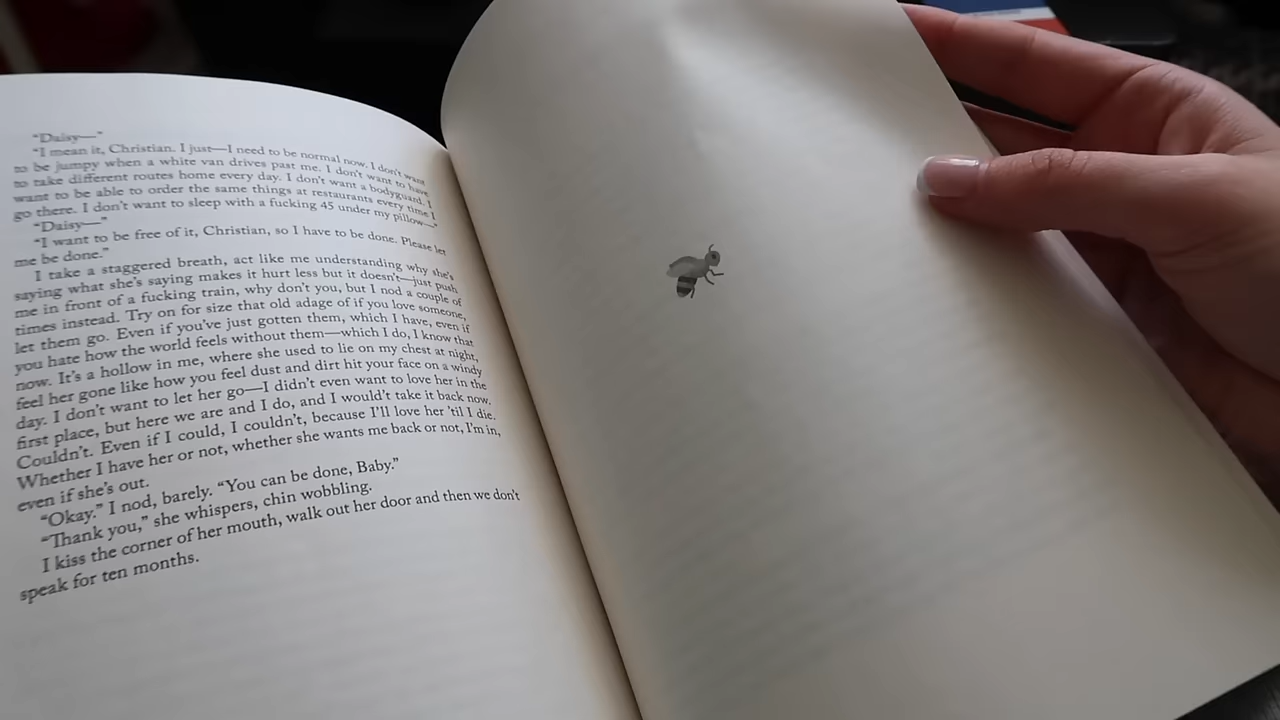 “Daisy—”
“I mean it, Christian. I just—I need to be normal now. I don’t want
to be jumpy when a white van drives past me. I don’t want to have
to take different routes home every day. I don’t want a bodyguard. I
want to be able to order the same things at restaurants every time I
go there. I don’t want to sleep with a fucking 45 under my pillow—”
“Daisy—”
“I want to be free of it, Christian, so I have to be done. Please let
me be done.”
I take a staggered breath, act like me understanding why she’s
saying what she’s saying makes it hurt less but it doesn’t—just push
me in front of a fucking train, why don’t you, but I nod a couple of
times instead. Try on for size that old adage of if you love someone,
let them go. Even if you’ve just gotten them, which I have, even if
you hate how the world feels without them—which I do, I know that
now. It’s a hollow in me, where she used to lie on my chest at night,
feel her gone like how you feel dust and dirt hit your face on a windy
day. I don’t want to let her go—I didn’t even want to love her in the
first place, but here we are and I do, and I would’t take it back now.
Couldn’t. Even if I could, I couldn’t, because I’ll love her ’til I die.
Whether I have her or not, whether she wants me back or not, I’m in,
even if she’s out.
“Okay.” I nod, barely. “You can be done, Baby.”
“Thank you,” she whispers, chin wobbling.
I kiss the corner of her mouth, walk out her door and then we don’t
speak for ten months.